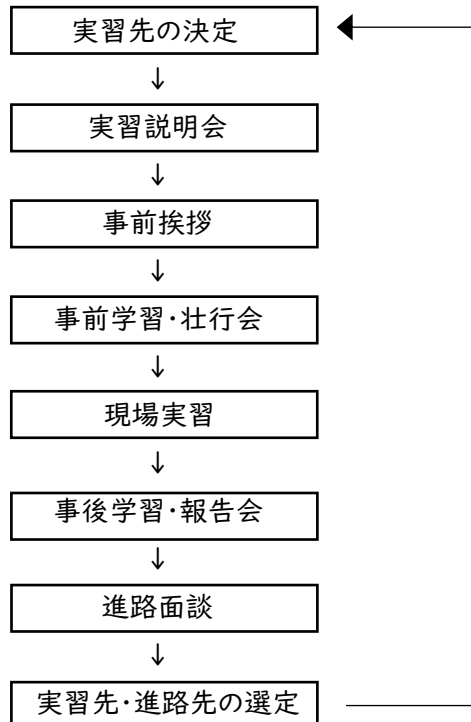 実習先の決定
↓
実習説明会
↓
事前挨拶
↓
事前学習・壮行会
↓
現場実習
↓
事後学習・報告会
↓
進路面談
↓
実習先・進路先の選定